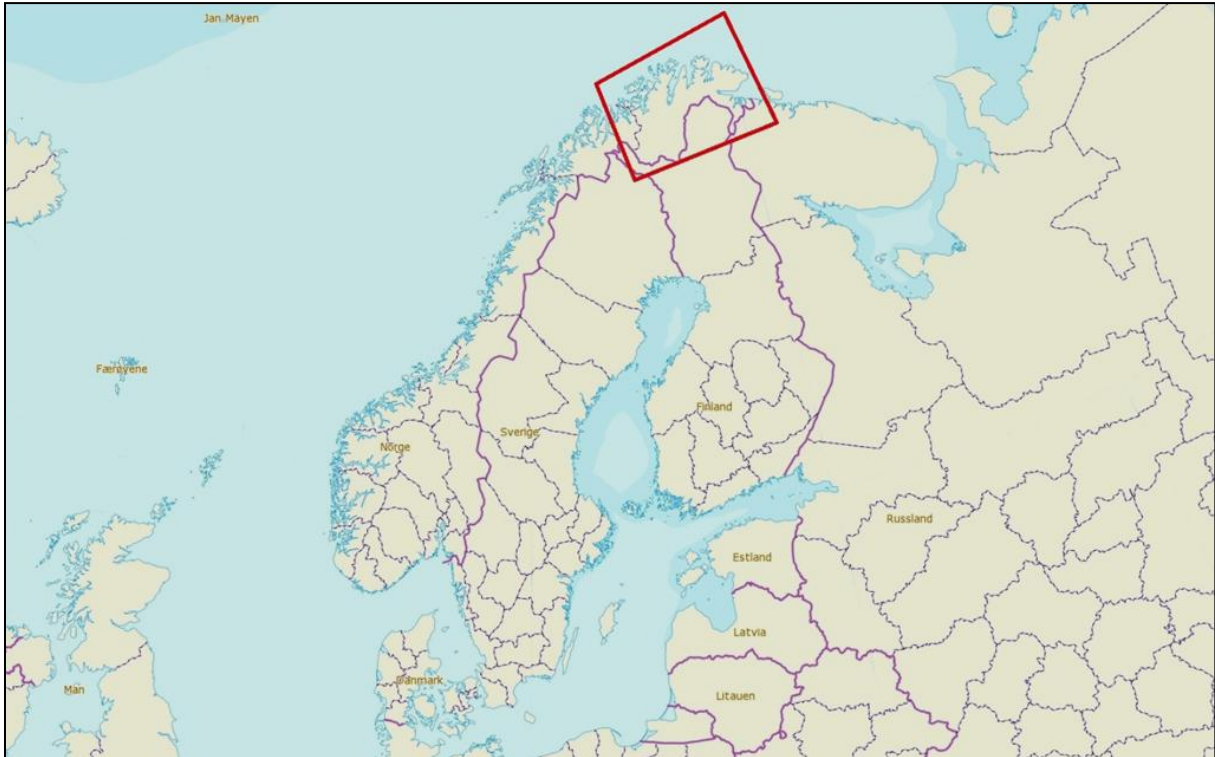 Jan Mayen
Færøyene
Finland
Sverige
Norge
Russland
Estland
Latvia
Danmark
Man
Litauen